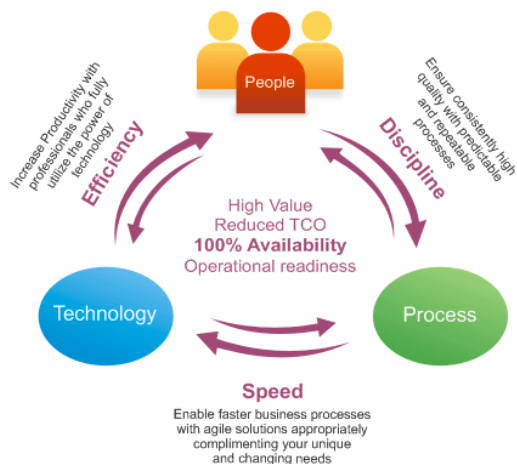 People
Increase Productivity with
professionals who fully
utilize the power of
technology
Efficiency
Ensure consistently high
quality with predictable
and repeatable
processes
Discipline
High Value
Reduced TCO
100% Availability
Operational readiness
Technology
Process
Speed
Enable faster business processes
with agile solutions appropriately
complimenting your unique
and changing needs